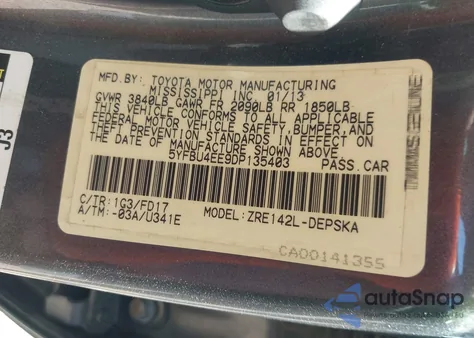 MFD.BY: TOYOTA MOTOR MANUFACTURING
MISSISSIPPI, INC. 01/13
GVWR 3840LB GAWR FR 2090LB RR 1850LB
THIS VEHICLE CONFORMS TO ALL APPLICABLE
FEDERAL MOTOR VEHICLE SAFETY, BUMPER, AND
THEFT PREVENTION STANDARDS IN EFFECT ON
THE DATE OF MANUFACTURE SHOWN ABOVE.
5YFBU4EE9DP135403 PASS.CAR
C/TR: 1G3/FD17
A/TM: -03A/U341E MODEL: ZRE142L-DEPSKA
CA00141355
J3
autoSnap